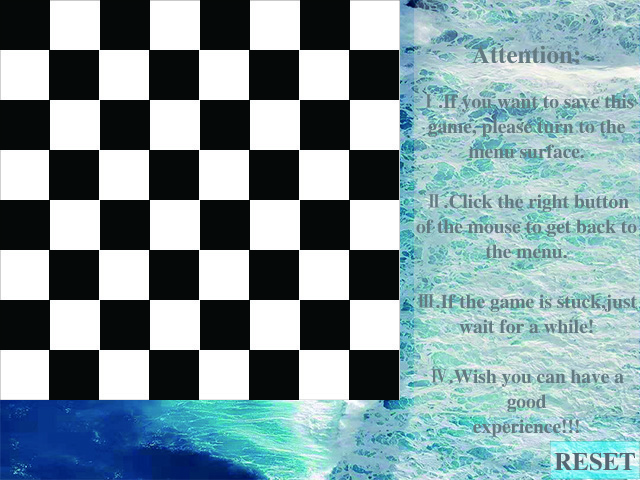 Attention:
Ⅰ.If you want to save this
game, please turn to the
menu surface.
Ⅱ.Click the right button
of the mouse to get back to
the menu.
Ⅲ.If the game is stuck,just
wait for a while!
Ⅳ.Wish you can have a
good
experience!!!
RESET